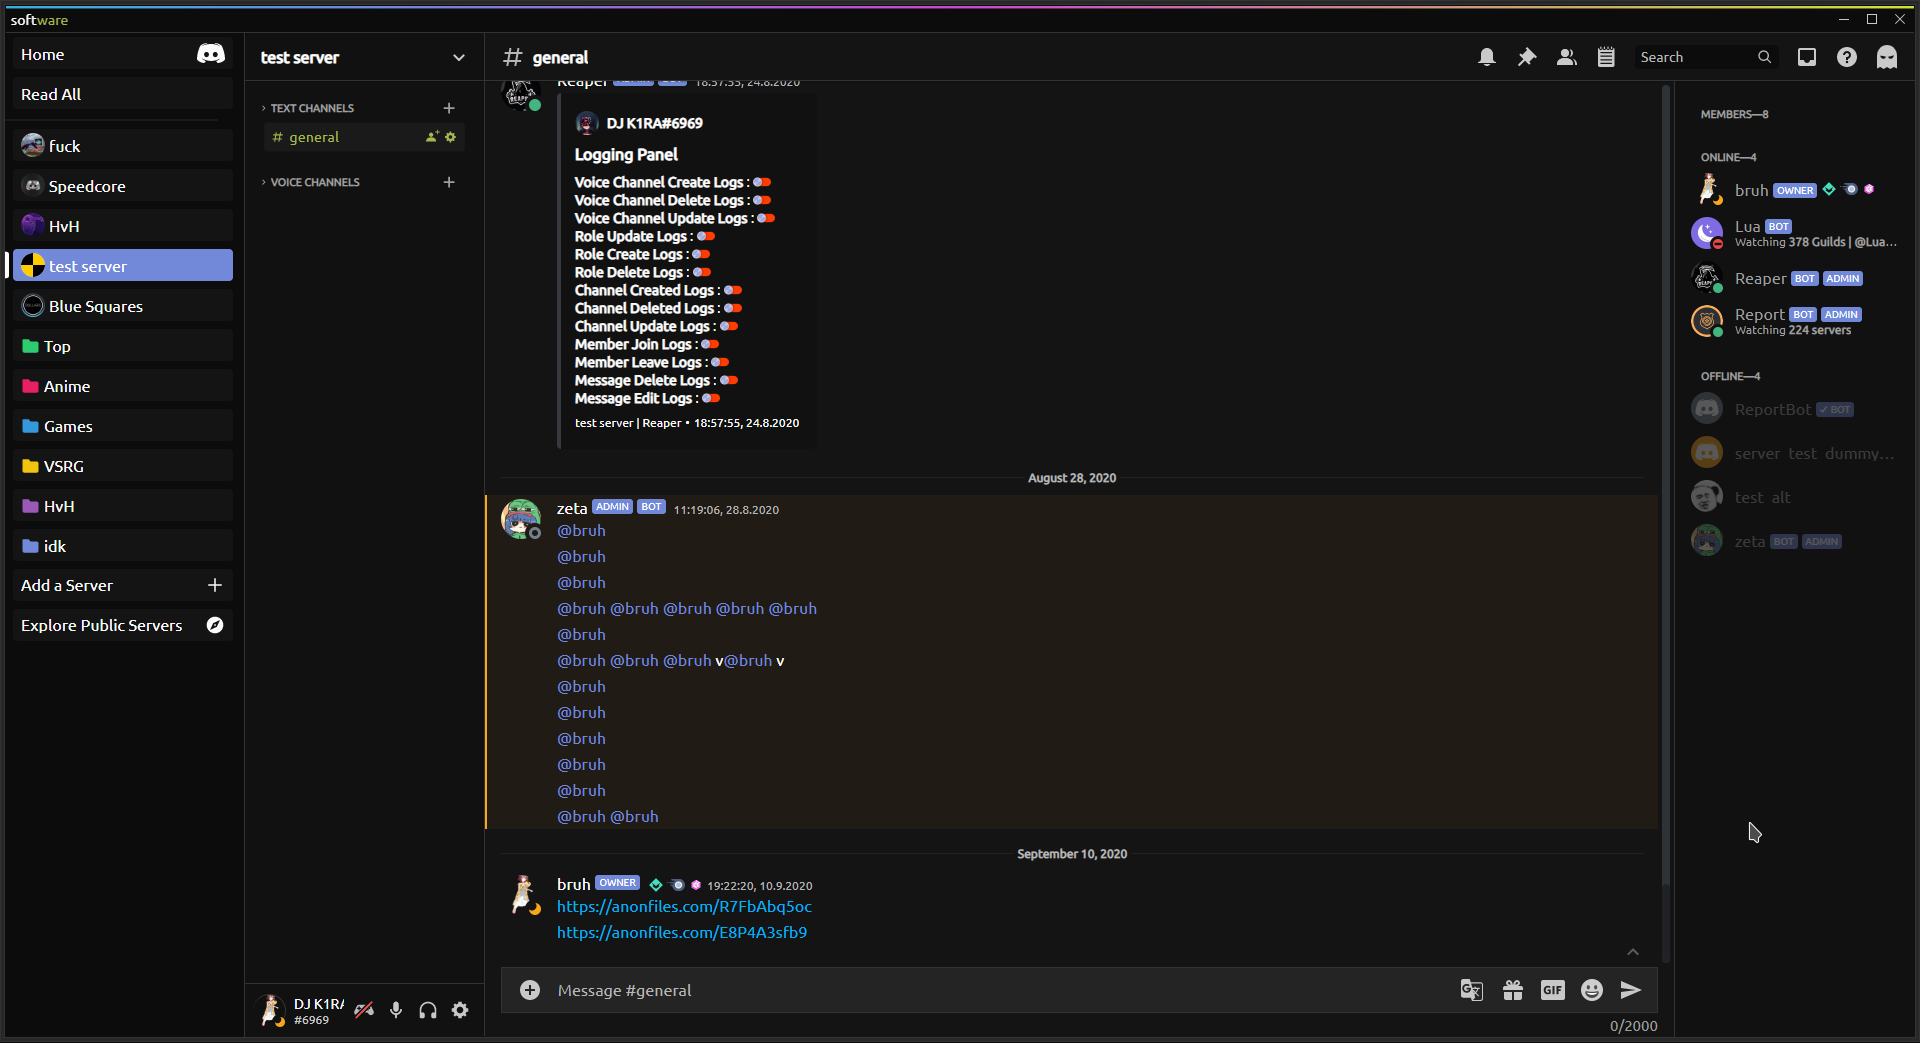 software
Home
Read All
fuck
Speedcore
HvH
test server
Blue Squares
Top
Anime
Games
VSRG
HvH
idk
Add a Server
Explore Public Servers
test server
TEXT CHANNELS
# general
VOICE CHANNELS
DJ K1RA
#6969
# general
Search
Reaper ADMIN BOT 18:57:55, 24.8.2020
DJ K1RA#6969
Logging Panel
Voice Channel Create Logs :
Voice Channel Delete Logs :
Voice Channel Update Logs :
Role Update Logs :
Role Create Logs :
Role Delete Logs :
Channel Created Logs :
Channel Deleted Logs :
Channel Update Logs :
Member Join Logs :
Member Leave Logs :
Message Delete Logs :
Message Edit Logs :
test server | Reaper • 18:57:55, 24.8.2020
August 28, 2020
zeta ADMIN BOT 11:19:06, 28.8.2020
@bruh
@bruh
@bruh
@bruh @bruh @bruh @bruh @bruh
@bruh
@bruh @bruh @bruh v@bruh v
@bruh
@bruh
@bruh
@bruh
@bruh
@bruh @bruh
September 10, 2020
bruh OWNER 19:22:20, 10.9.2020
https://anonfiles.com/R7FbAbq5oc
https://anonfiles.com/E8P4A3sfb9
Message #general
GIF
0/2000
MEMBERS—8
ONLINE—4
bruh OWNER
Lua BOT
Watching 378 Guilds | @Lua...
Reaper BOT ADMIN
Report BOT ADMIN
Watching 224 servers
OFFLINE—4
ReportBot ✓ BOT
server test dummy...
test alt
zeta BOT ADMIN